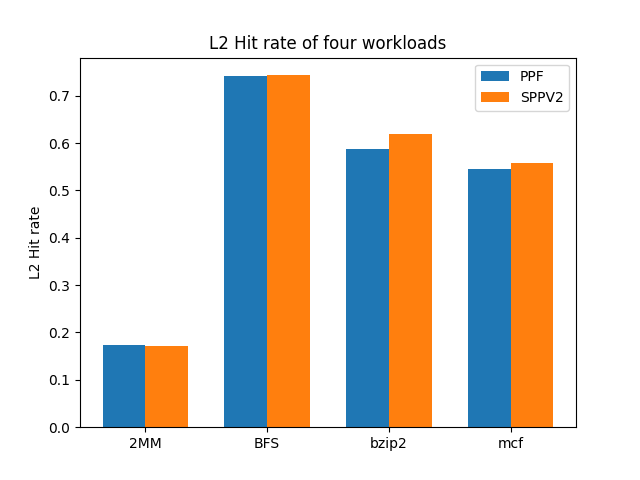 L2 Hit rate of four workloads
PPF
SPPV2
L2 Hit rate
0.7
0.6
0.5
0.4
0.3
0.2
0.1
0.0
2MM
BFS
bzip2
mcf